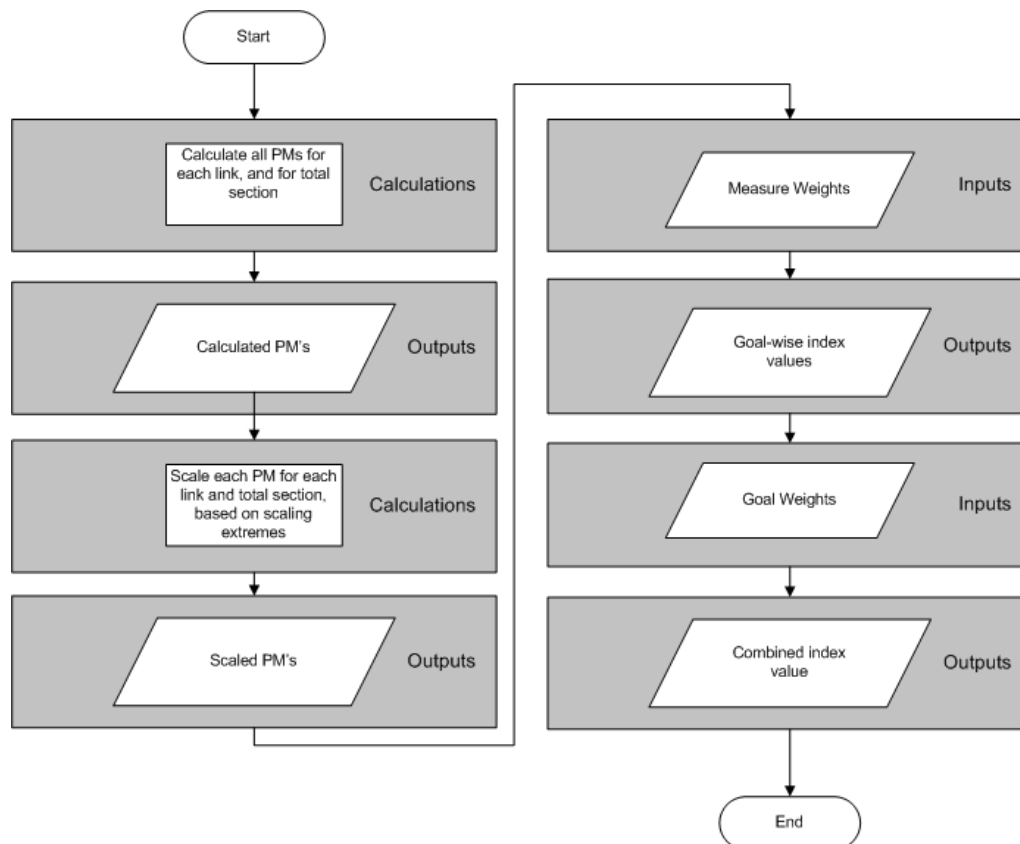 Start
Calculate all PMs for
each link, and for total
section
Calculations
Calculated PM's
Outputs
Scale each PM for each
link and total section,
based on scaling
extremes
Calculations
Scaled PM's
Outputs
Measure Weights
Inputs
Goal-wise index
values
Outputs
Goal Weights
Inputs
Combined index
value
Outputs
End